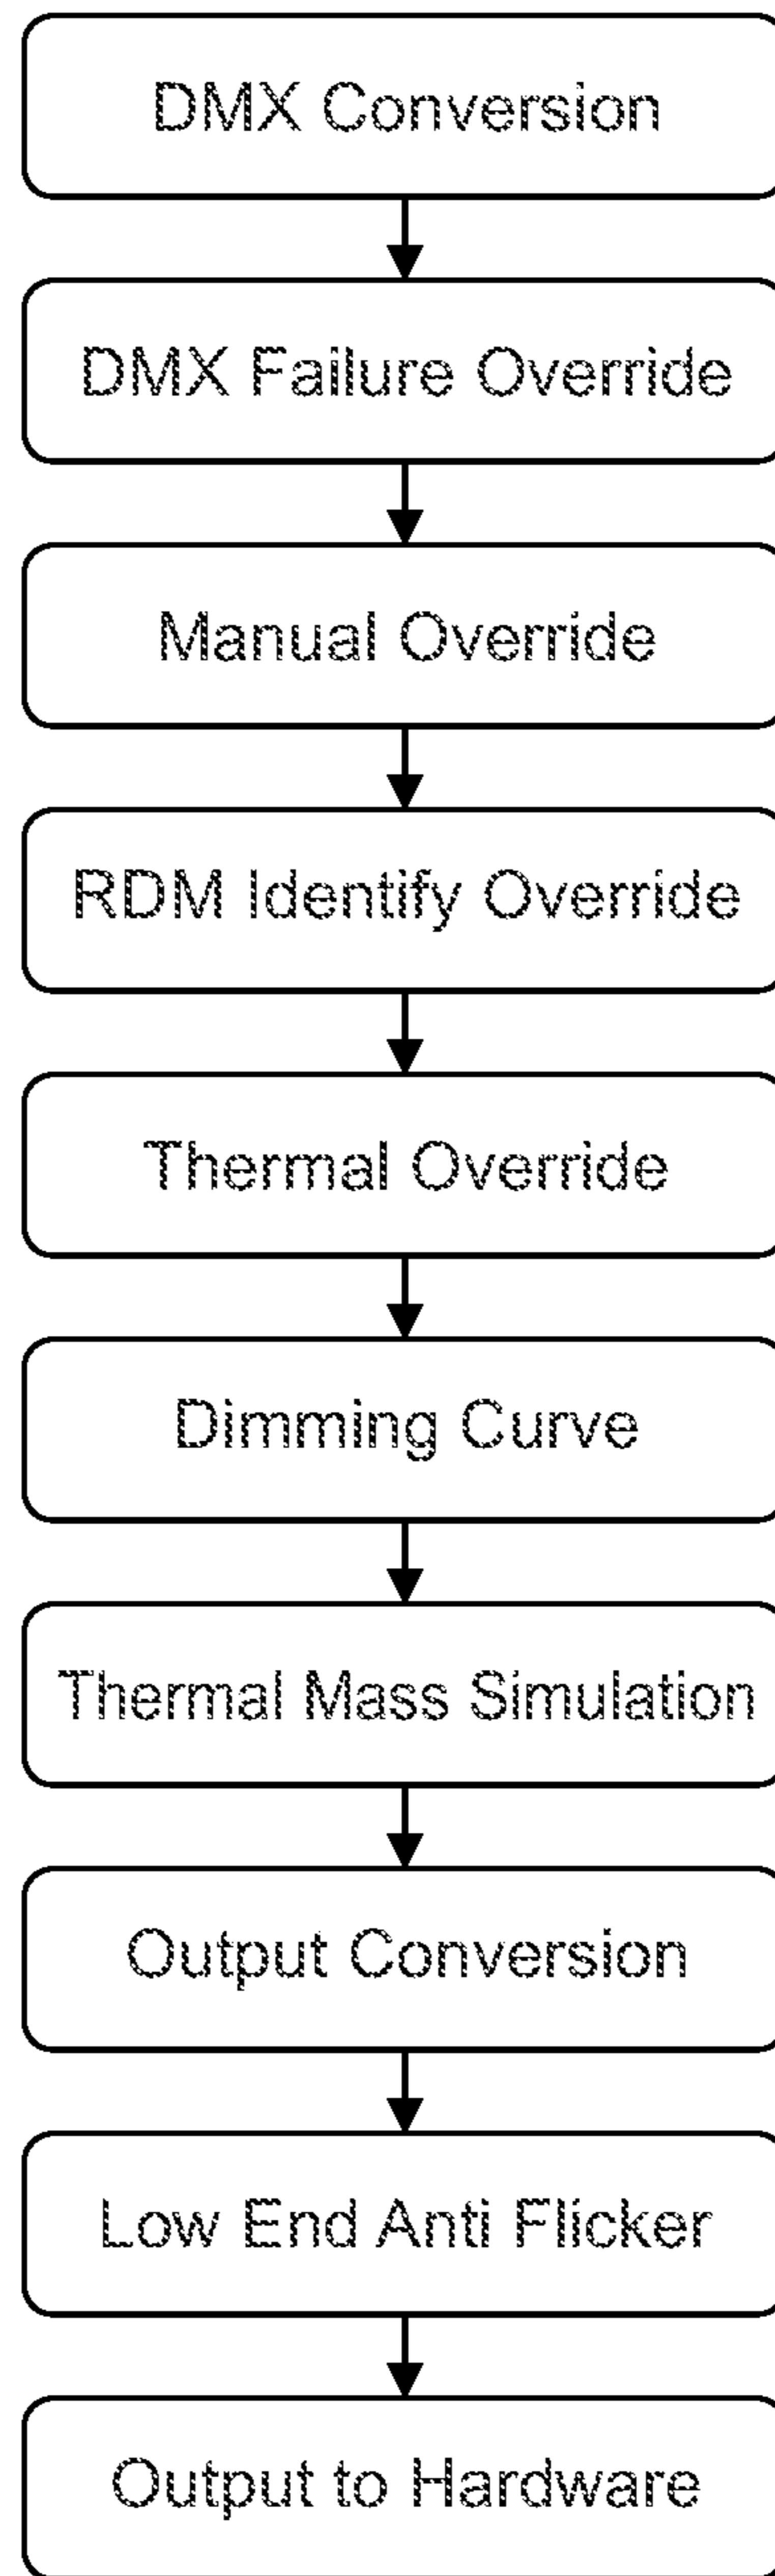 DMX Conversion
DMX Failure Override
Manual Override
RDM Identify Override
Thermal Override
Dimming Curve
Thermal Mass Simulation
Output Conversion
Low End Anti Flicker
Output to Hardware